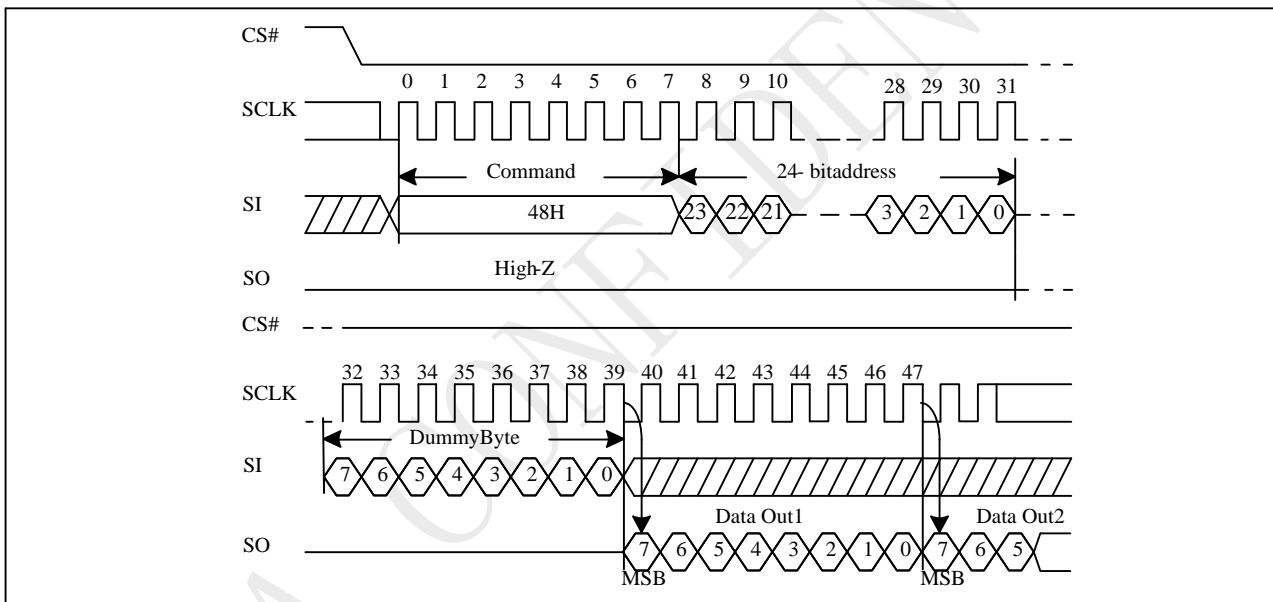 CS#
0 1 2 3 4 5 6 7 8 9 10 28 29 30 31
SCLK
Command 24- bitaddress
SI 48H 23 22 21 3 2 1 0
High-Z
SO
CS#
32 33 34 35 36 37 38 39 40 41 42 43 44 45 46 47
SCLK
DummyByte
SI 7 6 5 4 3 2 1 0
Data Out1 Data Out2
SO 7 6 5 4 3 2 1 0 7 6 5
MSB MSB